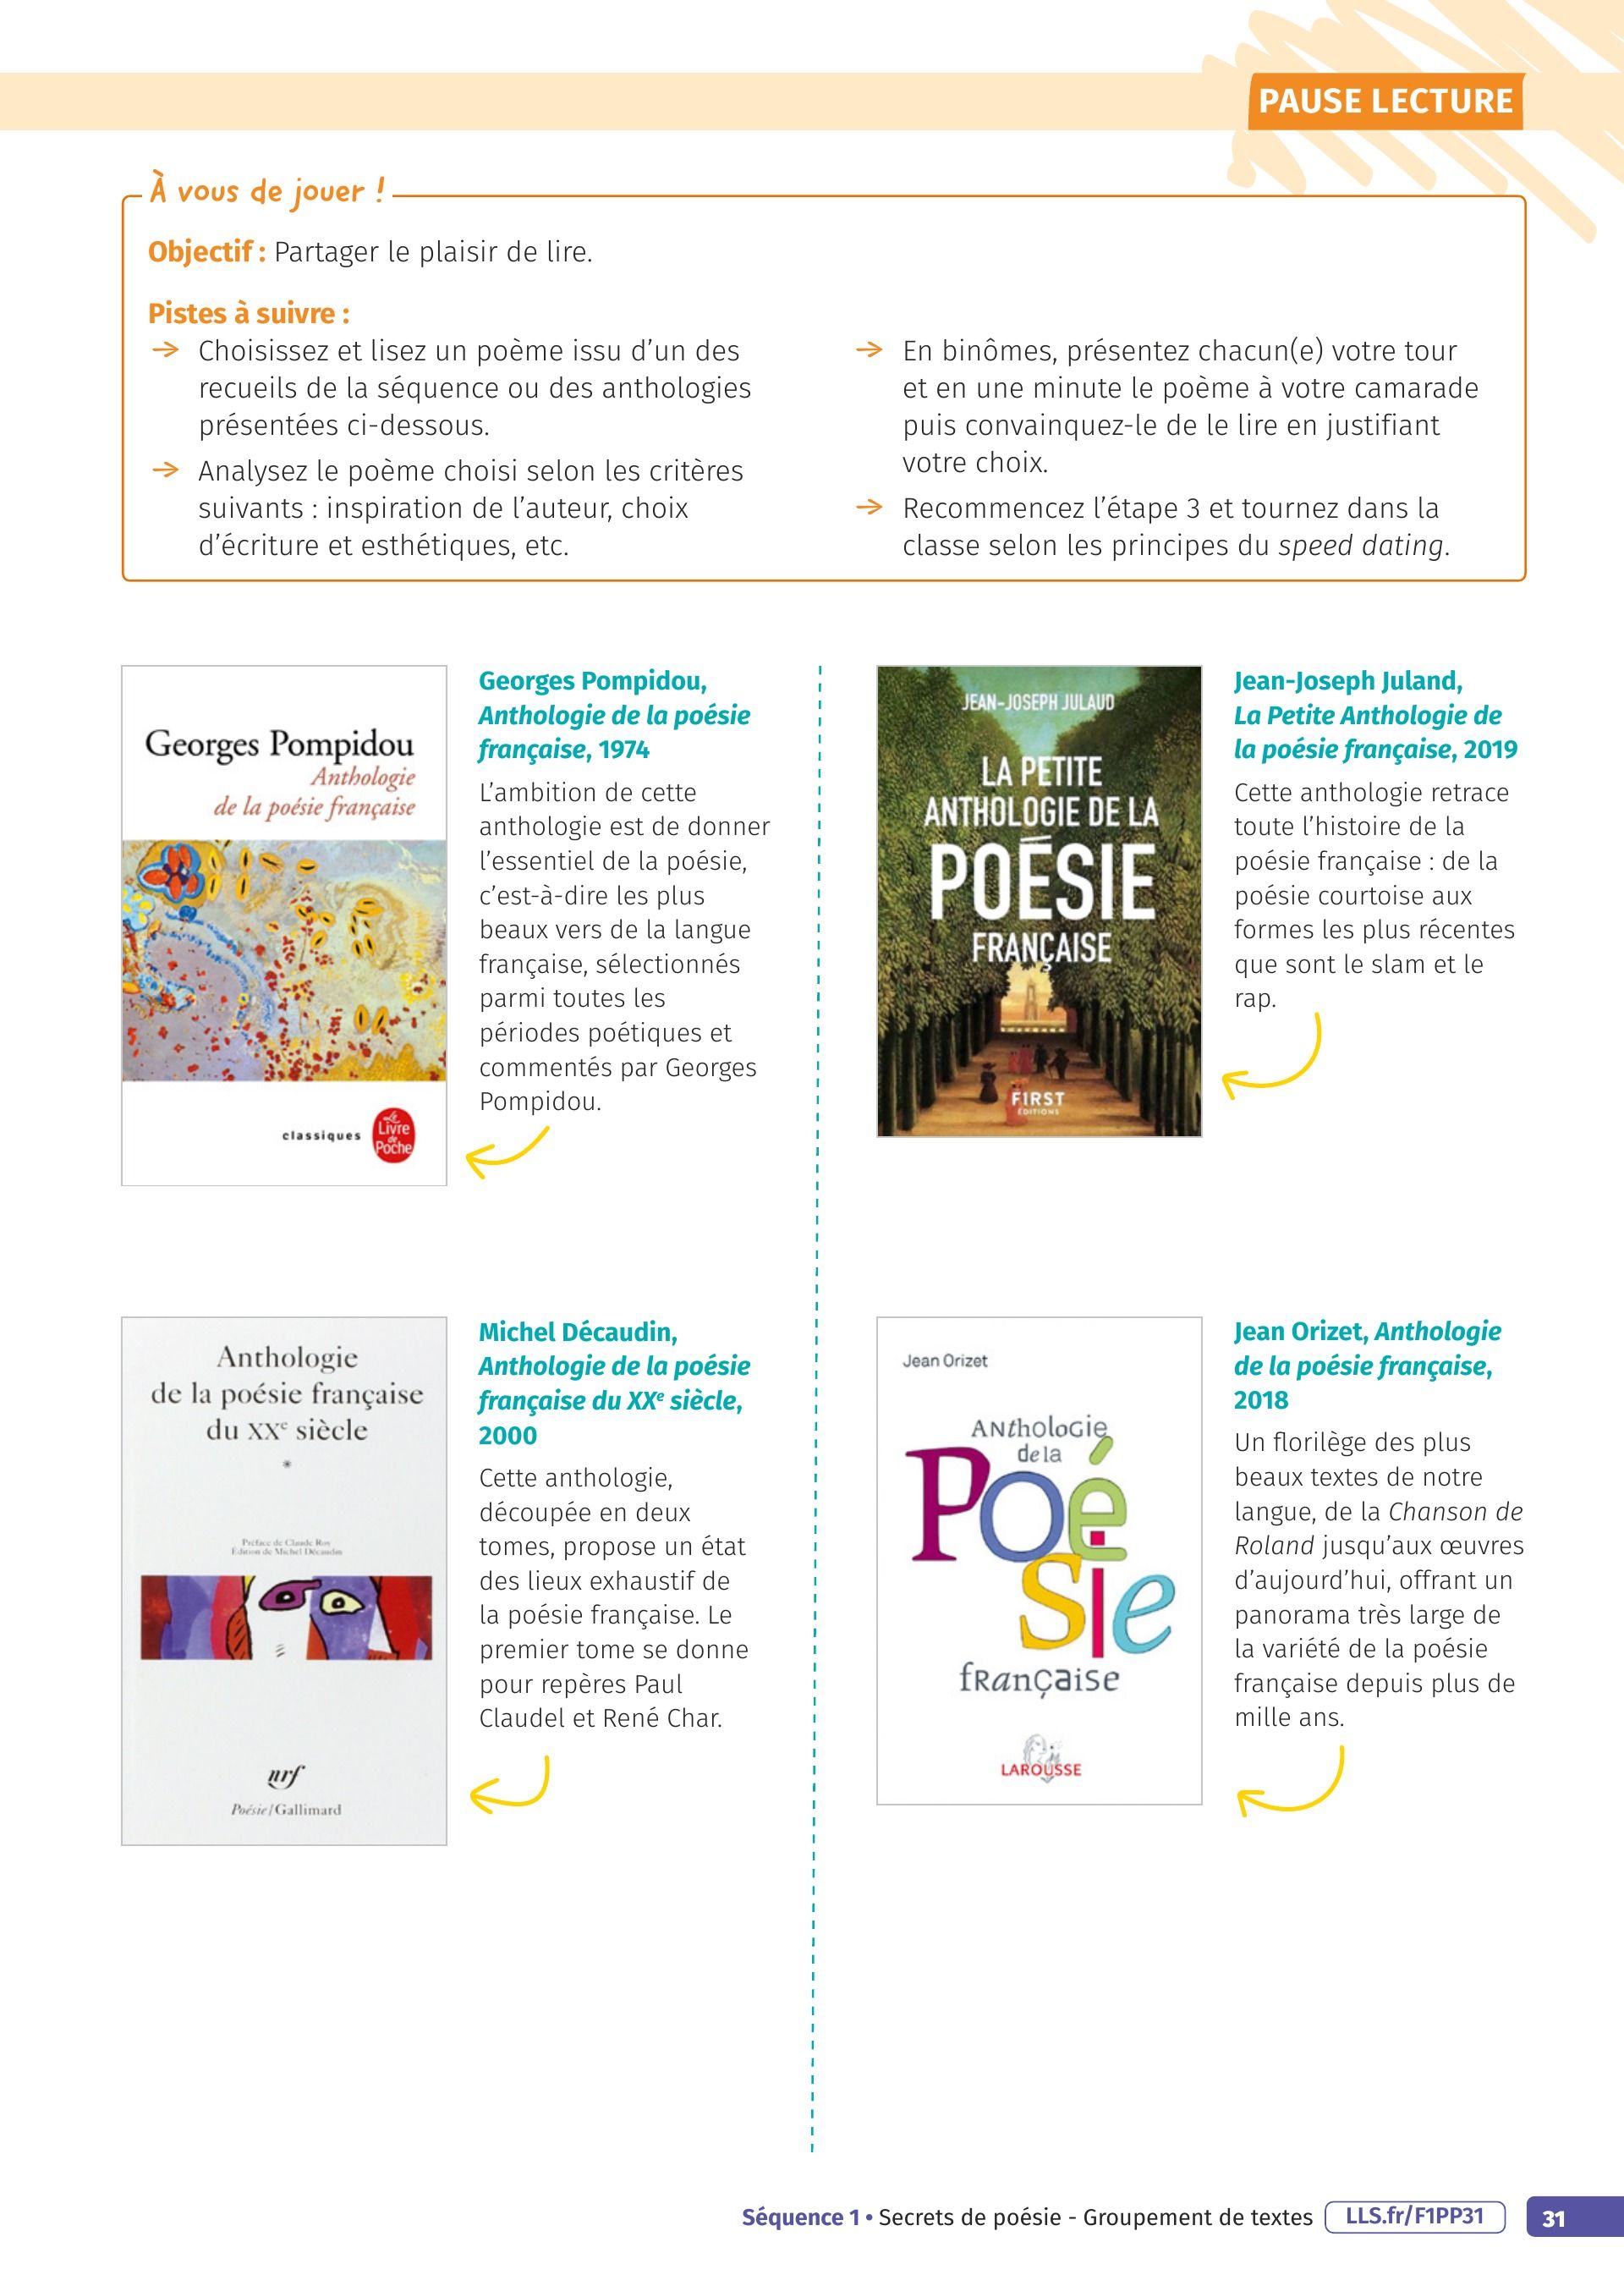 PAUSE LECTURE
À vous de jouer !
Objectif : Partager le plaisir de lire.
Pistes à suivre :
→ Choisissez et lisez un poème issu d’un des
recueils de la séquence ou des anthologies
présentées ci-dessous.
→ Analysez le poème choisi selon les critères
suivants : inspiration de l’auteur, choix
d’écriture et esthétiques, etc.
→ En binômes, présentez chacun(e) votre tour
et en une minute le poème à votre camarade
puis convainquez-le de le lire en justifiant
votre choix.
→ Recommencez l’étape 3 et tournez dans la
classe selon les principes du speed dating.
Georges Pompidou
Anthologie
de la poésie française
classiques
Le
Livre
de
Poche
Georges Pompidou,
Anthologie de la poésie
française, 1974
L’ambition de cette
anthologie est de donner
l’essentiel de la poésie,
c’est-à-dire les plus
beaux vers de la langue
française, sélectionnés
parmi toutes les
périodes poétiques et
commentés par Georges
Pompidou.
JEAN-JOSEPH JULAUD
LA PETITE
ANTHOLOGIE DE LA
POÉSIE
FRANÇAISE
FIRST
ÉDITIONS
Jean-Joseph Juland,
La Petite Anthologie de
la poésie française, 2019
Cette anthologie retrace
toute l’histoire de la
poésie française : de la
poésie courtoise aux
formes les plus récentes
que sont le slam et le
rap.
Anthologie
de la poésie française
du XXe siècle
*
Préface de Claude Roy
Édition de Michel Décaudin
nrf
Poésie/Gallimard
Michel Décaudin,
Anthologie de la poésie
française du XXe siècle,
2000
Cette anthologie,
découpée en deux
tomes, propose un état
des lieux exhaustif de
la poésie française. Le
premier tome se donne
pour repères Paul
Claudel et René Char.
Jean Orizet
ANthologie
de la
Poé
sie
française
LAROUSSE
Jean Orizet, Anthologie
de la poésie française,
2018
Un florilège des plus
beaux textes de notre
langue, de la Chanson de
Roland jusqu’aux œuvres
d’aujourd’hui, offrant un
panorama très large de
la variété de la poésie
française depuis plus de
mille ans.
Séquence 1 • Secrets de poésie - Groupement de textes LLS.fr/F1PP31 31